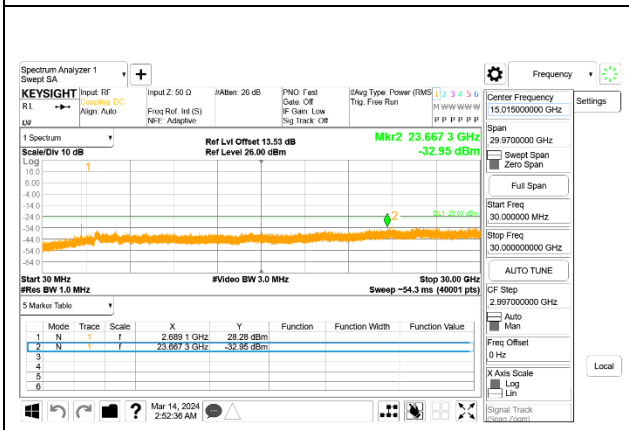 Spectrum Analyzer 1
Swept SA
Frequency
Settings
KEYSIGHT
Input: RF
Input Z: 50 Ω
#Atten: 26 dB
PNO: Fast
#Avg Type: Power (RMS
1 2 3 4 5 6
RL
Coupling: DC
Gate: Off
Trig: Free Run
M W W W W W
Align: Auto
Freq Ref: Int (S)
IF Gain: Low
NFE: Adaptive
Sig Track: Off
P P P P P P
1 Spectrum
Ref Lvl Offset 13.53 dB
Mkr2 23.667 3 GHz
Scale/Div 10 dB
Ref Level 26.00 dBm
-32.95 dBm
Log
1
16.0
6.00
-4.00
-14.0
-24.0
2
-34.0
-44.0
-54.0
-64.0
Start 30 MHz
#Video BW 3.0 MHz
Stop 30.00 GHz
#Res BW 1.0 MHz
Sweep ~54.3 ms (40001 pts)
5 Marker Table
Mode Trace Scale X Y Function Function Width Function Value
1 N 1 f 2.689 1 GHz 28.28 dBm
2 N 1 f 23.667 3 GHz -32.95 dBm
3
4
5
6
Mar 14, 2024
2:52:36 AM
Center Frequency
15.015000000 GHz
Span
29.9700000 GHz
Swept Span
Zero Span
Full Span
Start Freq
30.000000 MHz
Stop Freq
30.000000000 GHz
AUTO TUNE
CF Step
2.997000000 GHz
Auto
Man
Freq Offset
0 Hz
X Axis Scale
Log
Lin
Signal Track
(Span Zoom)
Local